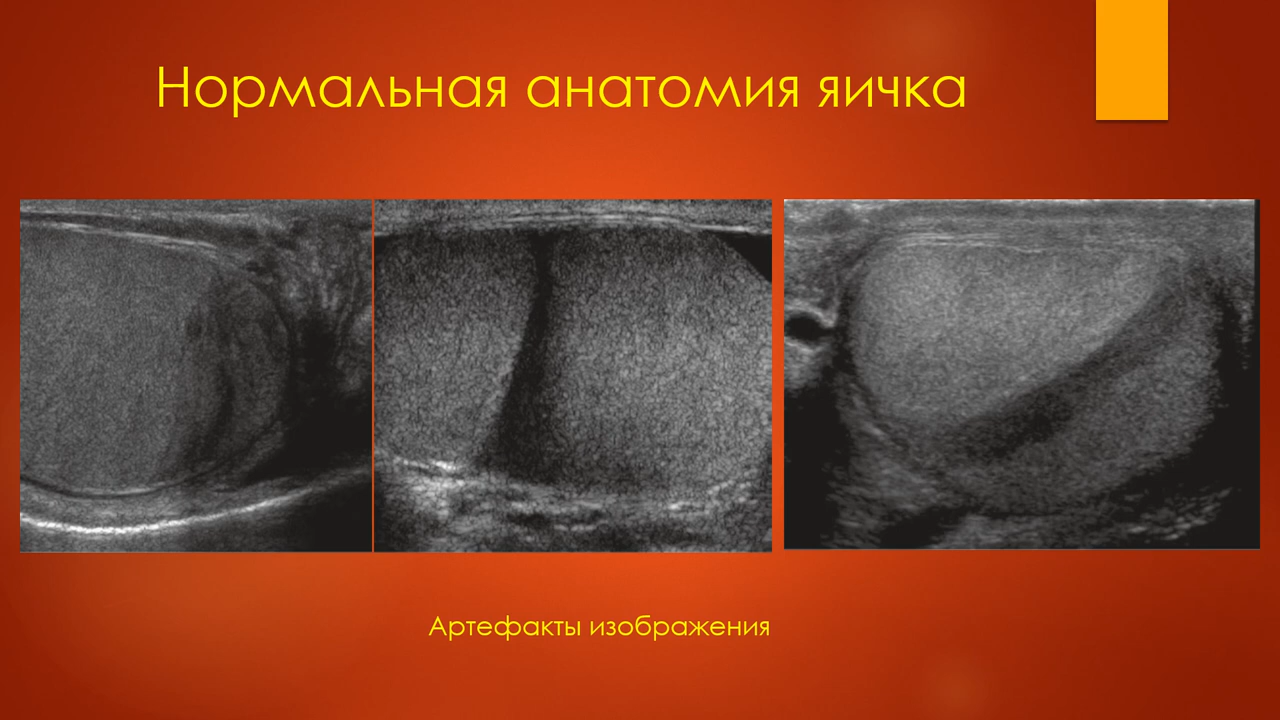 Нормальная анатомия яичка
Артефакты изображения